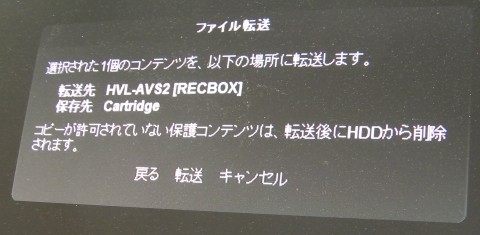 ファイル転送
選択された1個のコンテンツを、以下の場所に転送します。
転送先 HVL-AVS2 [RECBOX]
保存先 Cartridge
コピーが許可されていない保護コンテンツは、転送後にHDDから削除
されます。
戻る 転送 キャンセル